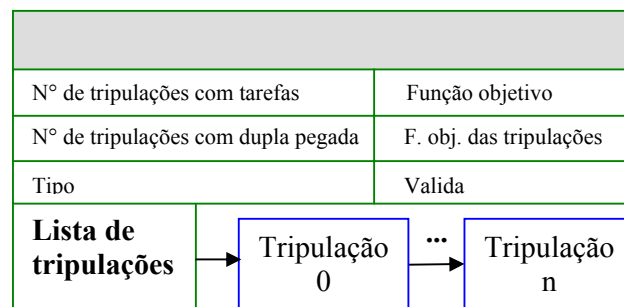 N° de tripulações com tarefas
Função objetivo
N° de tripulações com dupla pegada
F. obj. das tripulações
Tipo
Valida
Lista de
tripulações
Tripulação
0
...
Tripulação
n